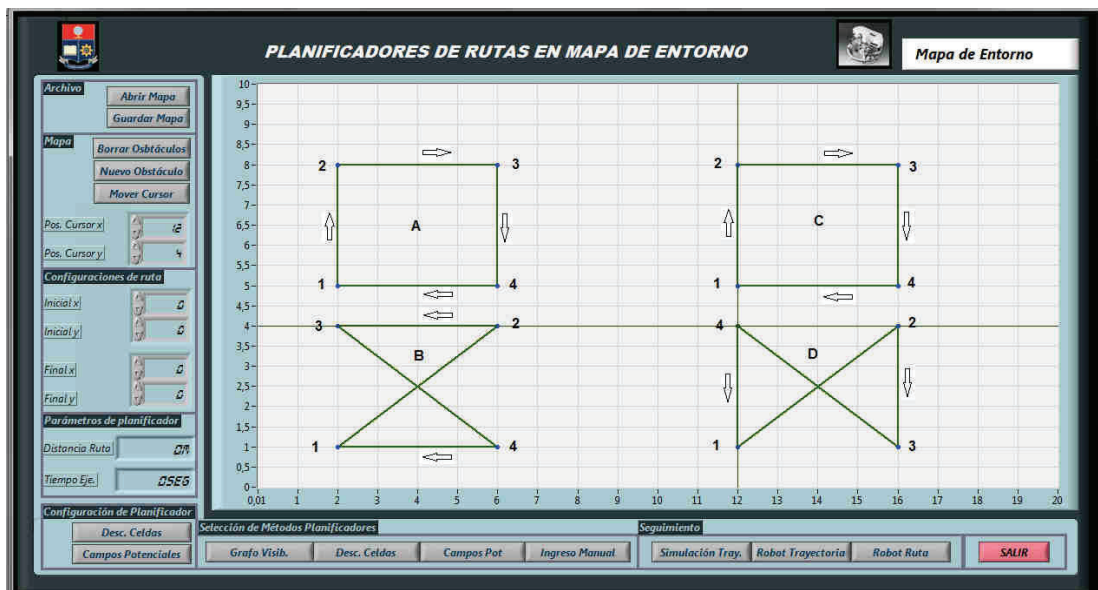 PLANIFICADORES DE RUTAS EN MAPA DE ENTORNO
Mapa de Entorno
Archivo
Abrir Mapa
Guardar Mapa
Mapa
Borrar Osbtáculos
Nuevo Obstáculo
Mover Cursor
Pos. Cursor x 12
Pos. Cursor y 4
Configuraciones de ruta
Inicial x 0
Inicial y 0
Final x 0
Final y 0
Parámetros de planificador
Distancia Ruta 0M
Tiempo Eje. 0SEG
Configuración de Planificador
Desc. Celdas
Campos Potenciales
10
9,5
9
8,5
8
7,5
7
6,5
6
5,5
5
4,5
4
3,5
3
2,5
2
1,5
1
0,5
0
0,01 1 2 3 4 5 6 7 8 9 10 11 12 13 14 15 16 17 18 19 20
2 3
A
1 4
2 3
C
1 4
3 2
B
1 4
4 2
D
1 3
Selección de Métodos Planificadores
Grafo Visib. Desc. Celdas Campos Pot Ingreso Manual
Seguimiento
Simulación Tray. Robot Trayectoria Robot Ruta
SALIR